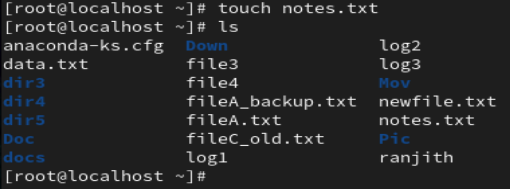 [root@localhost ~]# touch notes.txt
[root@localhost ~]# ls
anaconda-ks.cfg Down log2
data.txt file3 log3
dir3 file4 Mov
dir4 fileA_backup.txt newfile.txt
dir5 fileA.txt notes.txt
Doc fileC_old.txt Pic
docs log1 ranjith
[root@localhost ~]#